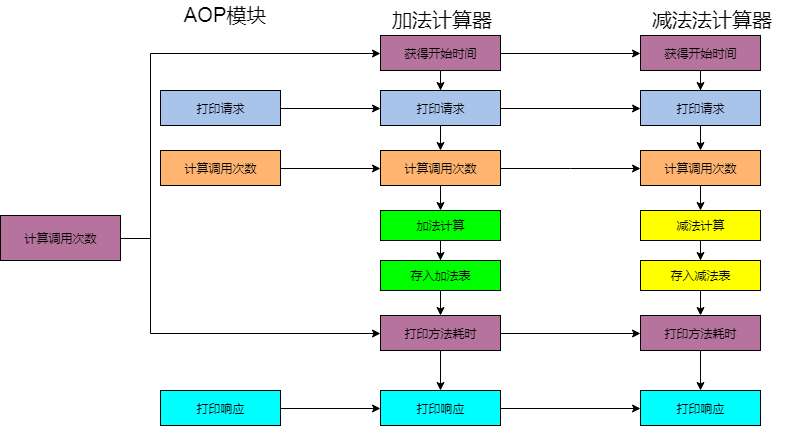 AOP模块
加法计算器
减法法计算器
获得开始时间
获得开始时间
打印请求
打印请求
打印请求
计算调用次数
计算调用次数
计算调用次数
计算调用次数
加法计算
减法计算
存入加法表
存入减法表
打印方法耗时
打印方法耗时
打印响应
打印响应
打印响应